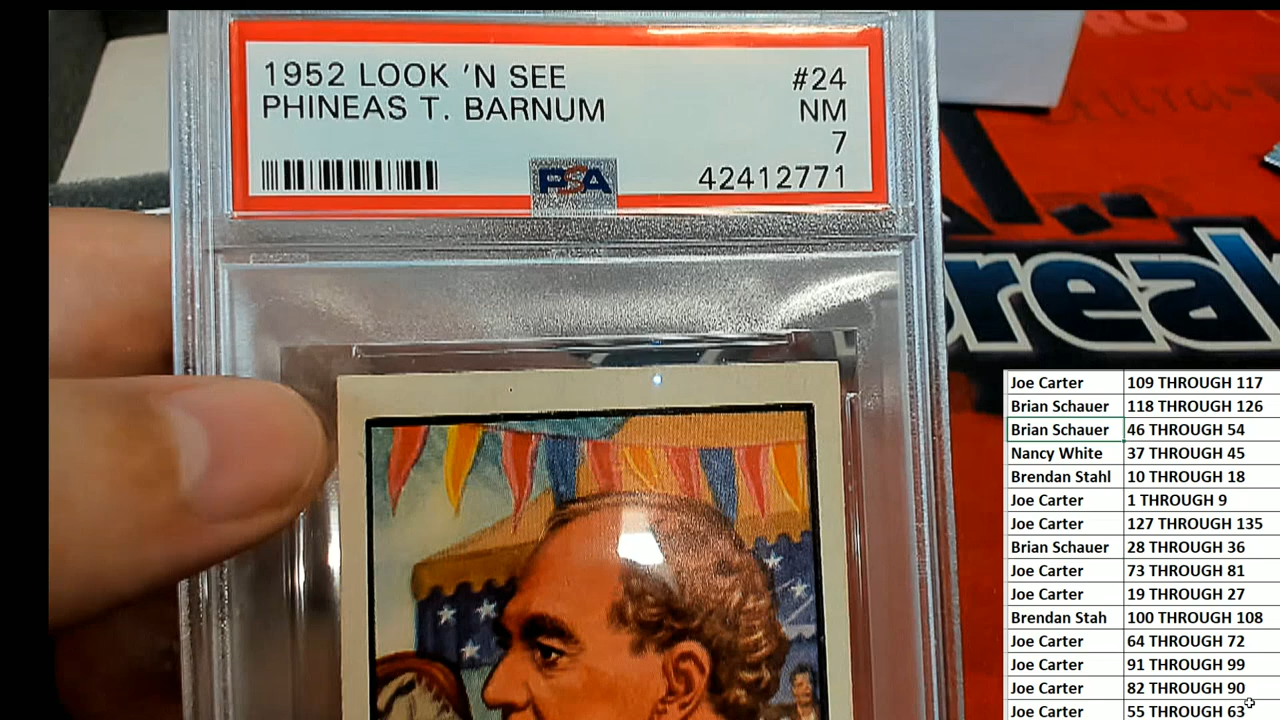 1952 LOOK 'N SEE #24
PHINEAS T. BARNUM NM
7
PSA 42412771
Joe Carter 109 THROUGH 117
Brian Schauer 118 THROUGH 126
Brian Schauer 46 THROUGH 54
Nancy White 37 THROUGH 45
Brendan Stahl 10 THROUGH 18
Joe Carter 1 THROUGH 9
Joe Carter 127 THROUGH 135
Brian Schauer 28 THROUGH 36
Joe Carter 73 THROUGH 81
Joe Carter 19 THROUGH 27
Brendan Stah 100 THROUGH 108
Joe Carter 64 THROUGH 72
Joe Carter 91 THROUGH 99
Joe Carter 82 THROUGH 90
Joe Carter 55 THROUGH 63